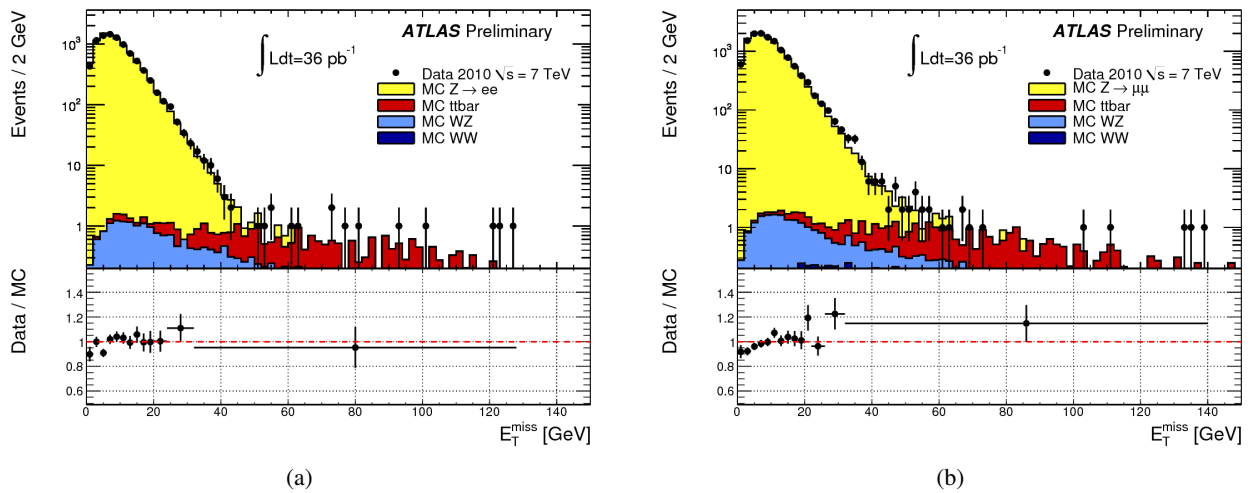 ATLAS Preliminary
∫ Ldt=36 pb⁻¹
Data 2010 √s = 7 TeV
MC Z → ee
MC ttbar
MC WZ
MC WW
Events / 2 GeV
10³
10²
10
1
Data / MC
1.4
1.2
1
0.8
0.6
0 20 40 60 80 100 120 140
E_T^miss [GeV]
(a)
ATLAS Preliminary
∫ Ldt=36 pb⁻¹
Data 2010 √s = 7 TeV
MC Z → μμ
MC ttbar
MC WZ
MC WW
Events / 2 GeV
10³
10²
10
1
Data / MC
1.4
1.2
1
0.8
0.6
0 20 40 60 80 100 120 140
E_T^miss [GeV]
(b)